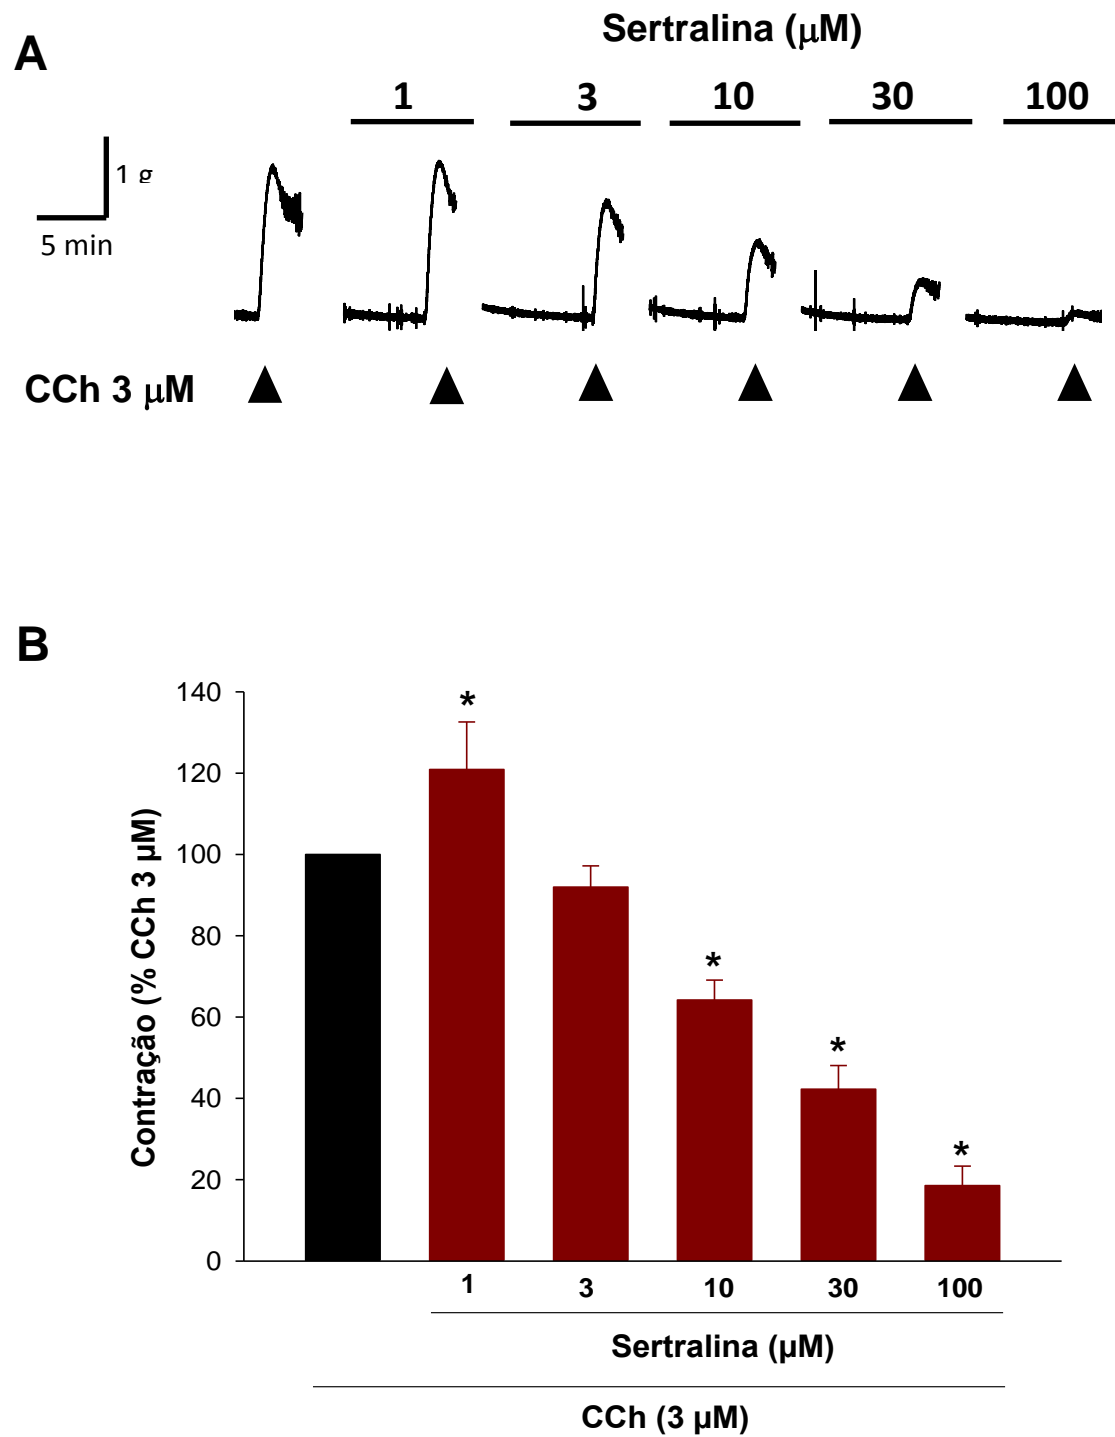 A
Sertralina (μM)
1 3 10 30 100
1 g
5 min
CCh 3 μM
B
140
120
100
80
60
40
20
0
Contração (% CCh 3 μM)
*
*
*
*
1 3 10 30 100
Sertralina (μM)
CCh (3 μM)